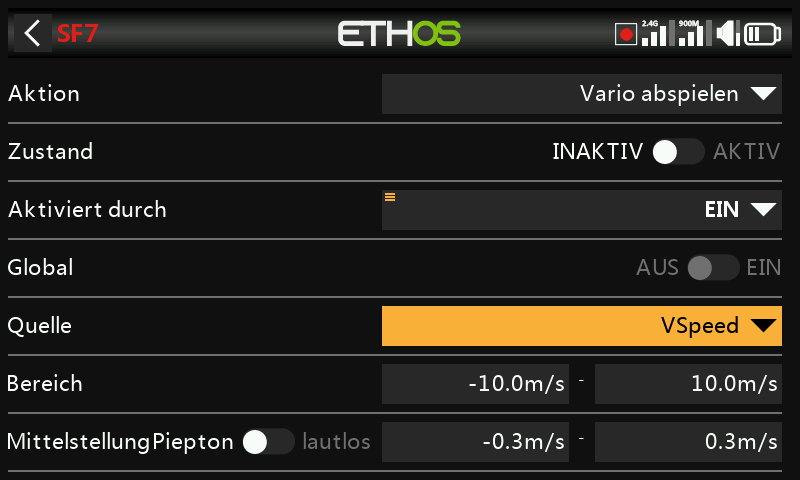 SF7 ETHOS 2.4G 900M
Aktion Vario abspielen
Zustand INAKTIV AKTIV
Aktiviert durch EIN
Global AUS EIN
Quelle VSpeed
Bereich -10.0m/s - 10.0m/s
MittelstellungPiepton lautlos -0.3m/s - 0.3m/s